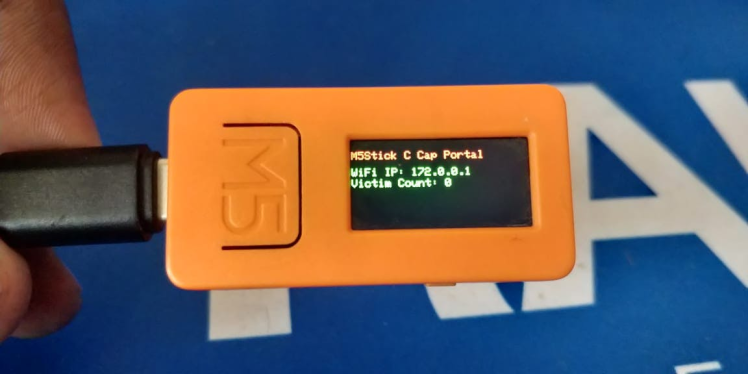 M5
M5Stick C Cap Portal
WiFi IP: 172.0.0.1
Victim Count: 0